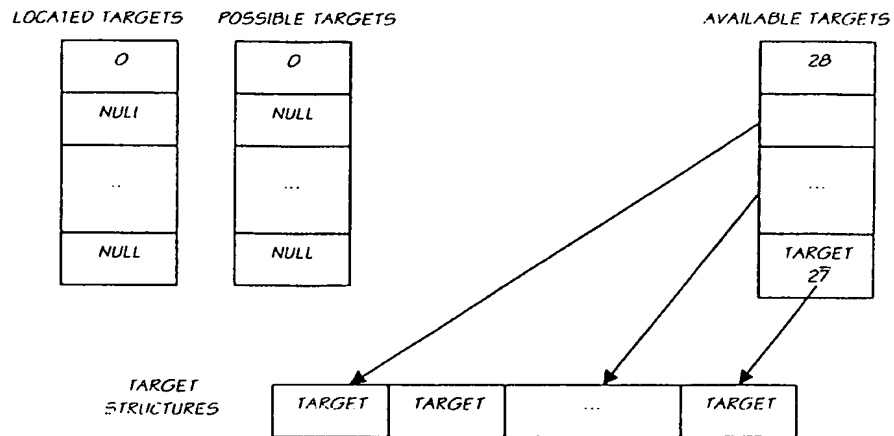 LOCATED TARGETS POSSIBLE TARGETS AVAILABLE TARGETS
0 0 28
NULL NULL
.. ... ...
NULL NULL TARGET
27
TARGET
STRUCTURES
TARGET TARGET ... TARGET